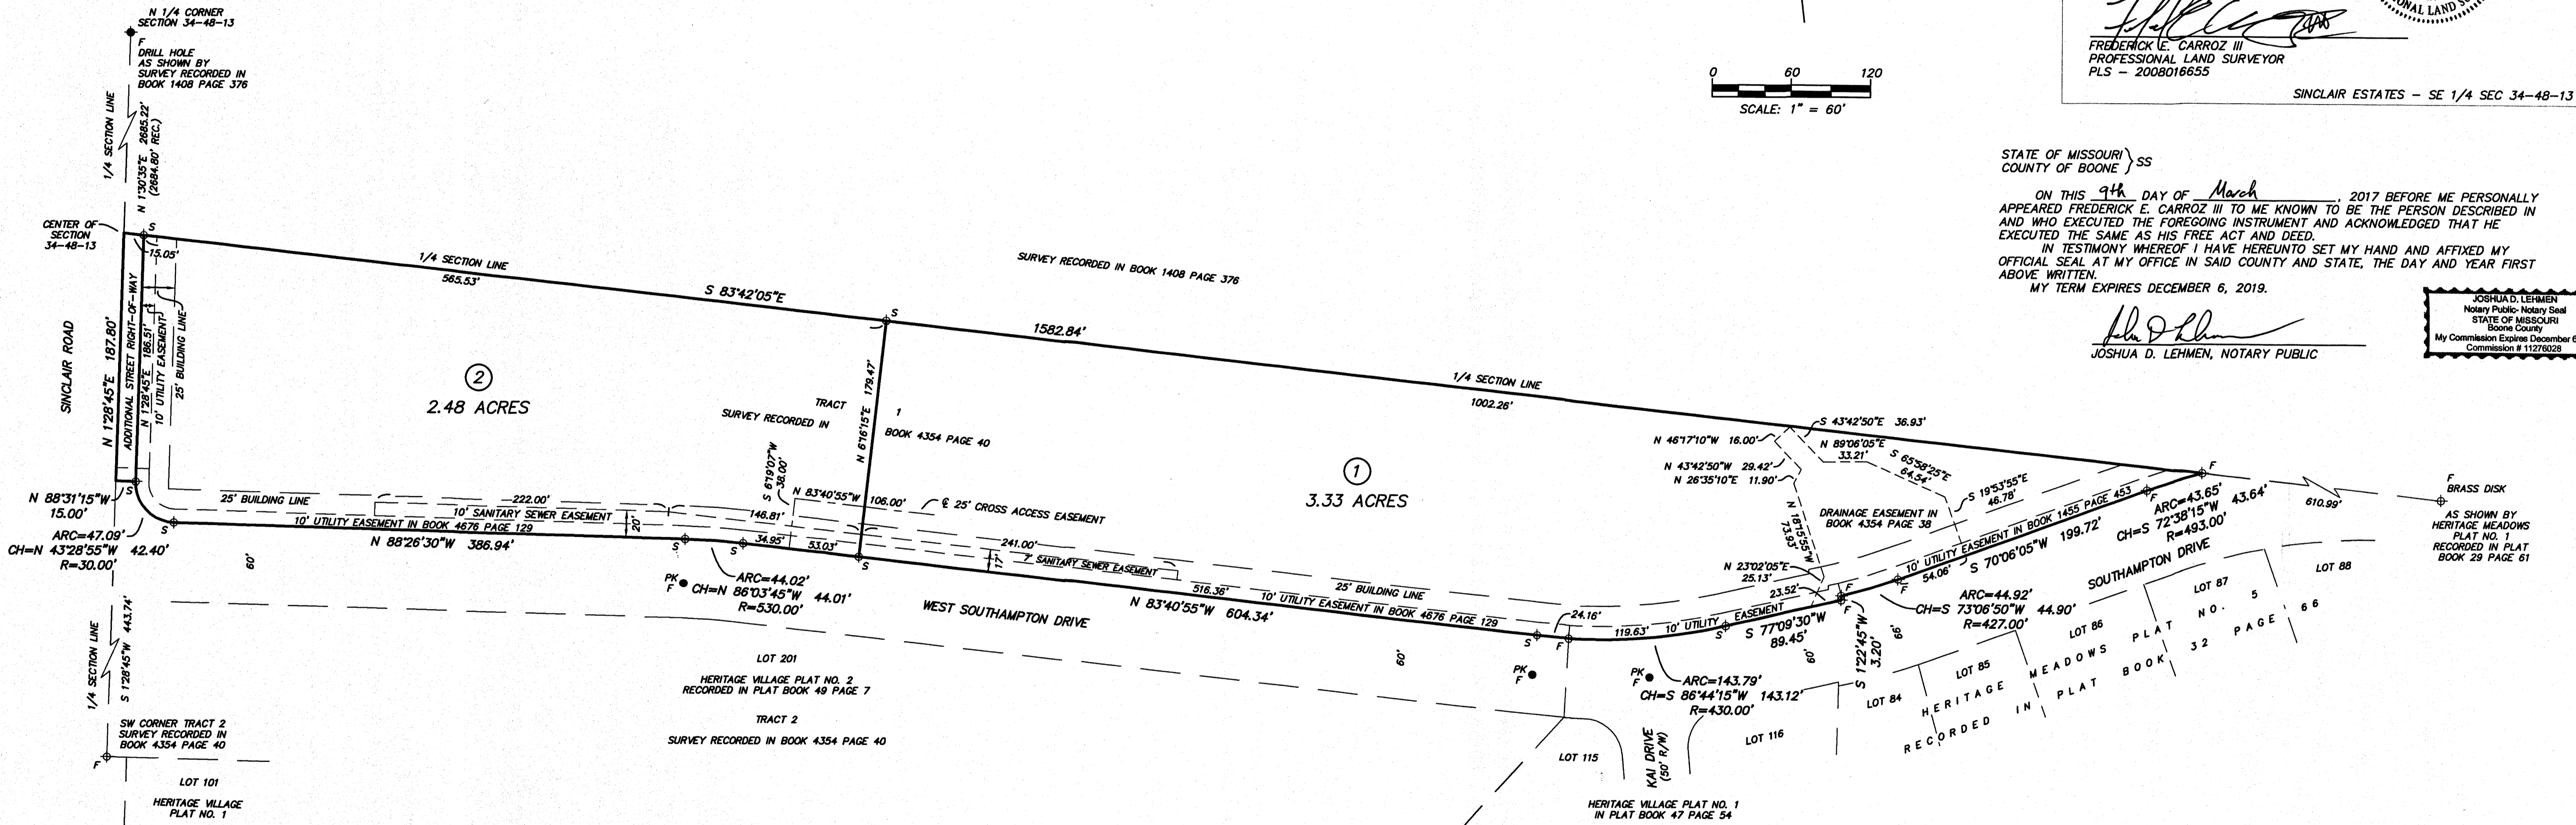 N 1/4 CORNER
SECTION 34-48-13
F
DRILL HOLE
AS SHOWN BY
SURVEY RECORDED IN
BOOK 1408 PAGE 376
1/4 SECTION LINE
N 1°30'35"E 2685.22'
(2684.80' REC.)
CENTER OF
SECTION
34-48-13
S
15.05'
SINCLAIR ROAD
N 1°28'45"E 187.80'
ADDITIONAL STREET RIGHT-OF-WAY
N 1°28'45"E 186.51'
10' UTILITY EASEMENT
25' BUILDING LINE
1/4 SECTION LINE
565.53'
S 83°42'05"E
S
1582.84'
SURVEY RECORDED IN BOOK 1408 PAGE 376
1/4 SECTION LINE
1002.26'
2
2.48 ACRES
TRACT 1
SURVEY RECORDED IN BOOK 4354 PAGE 40
N 6°16'15"E 179.47'
1
3.33 ACRES
N 88°31'15"W
15.00'
S
ARC=47.09'
CH=N 43°28'55"W 42.40'
R=30.00'
S
25' BUILDING LINE
222.00'
10' SANITARY SEWER EASEMENT
10' UTILITY EASEMENT IN BOOK 4676 PAGE 129
20'
N 88°26'30"W 386.94'
60'
146.81'
S 6°19'07"W
38.00'
N 83°40'55"W 106.00'
℄ 25' CROSS ACCESS EASEMENT
S
S
34.95'
53.03'
S
PK
F
ARC=44.02'
CH=N 86°03'45"W 44.01'
R=530.00'
241.00'
17'
7' SANITARY SEWER EASEMENT
516.36'
25' BUILDING LINE
10' UTILITY EASEMENT IN BOOK 4676 PAGE 129
N 83°40'55"W 604.34'
WEST SOUTHAMPTON DRIVE
60'
24.16'
S
F
119.63'
10' UTILITY EASEMENT
S
S 77°09'30"W
89.45'
60'
PK
F
PK
F
ARC=143.79'
CH=S 86°44'15"W 143.12'
R=430.00'
N 46°17'10"W 16.00'
N 43°42'50"W 29.42'
N 26°35'10"E 11.90'
S 43°42'50"E 36.93'
N 89°06'05"E
33.21'
S 65°58'25"E
64.54'
S 19°53'55"E
46.78'
DRAINAGE EASEMENT IN
BOOK 4354 PAGE 38
N 18°15'55"W
73.93'
N 23°02'05"E
25.13'
23.52'
F
F
S 1°22'45"W
3.20'
54.06'
F
10' UTILITY EASEMENT IN BOOK 1455 PAGE 453
S 70°06'05"W 199.72'
F
F
ARC=43.65'
CH=S 72°38'15"W 43.64'
R=493.00'
SOUTHAMPTON DRIVE
ARC=44.92'
CH=S 73°06'50"W 44.90'
R=427.00'
66'
610.99'
F
BRASS DISK
AS SHOWN BY
HERITAGE MEADOWS
PLAT NO. 1
RECORDED IN PLAT
BOOK 29 PAGE 61
LOT 84
LOT 85
LOT 86
LOT 87
LOT 88
HERITAGE MEADOWS PLAT NO. 5
RECORDED IN PLAT BOOK 32 PAGE 66
1/4 SECTION LINE
S 1°28'45"W 443.74'
SW CORNER TRACT 2
SURVEY RECORDED IN
BOOK 4354 PAGE 40
F
LOT 101
HERITAGE VILLAGE
PLAT NO. 1
LOT 201
HERITAGE VILLAGE PLAT NO. 2
RECORDED IN PLAT BOOK 49 PAGE 7
TRACT 2
SURVEY RECORDED IN BOOK 4354 PAGE 40
LOT 115
KAI DRIVE
(50' R/W)
LOT 116
HERITAGE VILLAGE PLAT NO. 1
IN PLAT BOOK 47 PAGE 54
0 60 120
SCALE: 1" = 60'
FREDERICK E. CARROZ III
PROFESSIONAL LAND SURVEYOR
PLS - 2008016655
SINCLAIR ESTATES - SE 1/4 SEC 34-48-13
STATE OF MISSOURI } SS
COUNTY OF BOONE
ON THIS 9th DAY OF March, 2017 BEFORE ME PERSONALLY
APPEARED FREDERICK E. CARROZ III TO ME KNOWN TO BE THE PERSON DESCRIBED IN
AND WHO EXECUTED THE FOREGOING INSTRUMENT AND ACKNOWLEDGED THAT HE
EXECUTED THE SAME AS HIS FREE ACT AND DEED.
IN TESTIMONY WHEREOF I HAVE HEREUNTO SET MY HAND AND AFFIXED MY
OFFICIAL SEAL AT MY OFFICE IN SAID COUNTY AND STATE, THE DAY AND YEAR FIRST
ABOVE WRITTEN.
MY TERM EXPIRES DECEMBER 6, 2019.
JOSHUA D. LEHMEN, NOTARY PUBLIC
JOSHUA D. LEHMEN
Notary Public- Notary Seal
STATE OF MISSOURI
Boone County
My Commission Expires December 6
Commission # 11276028